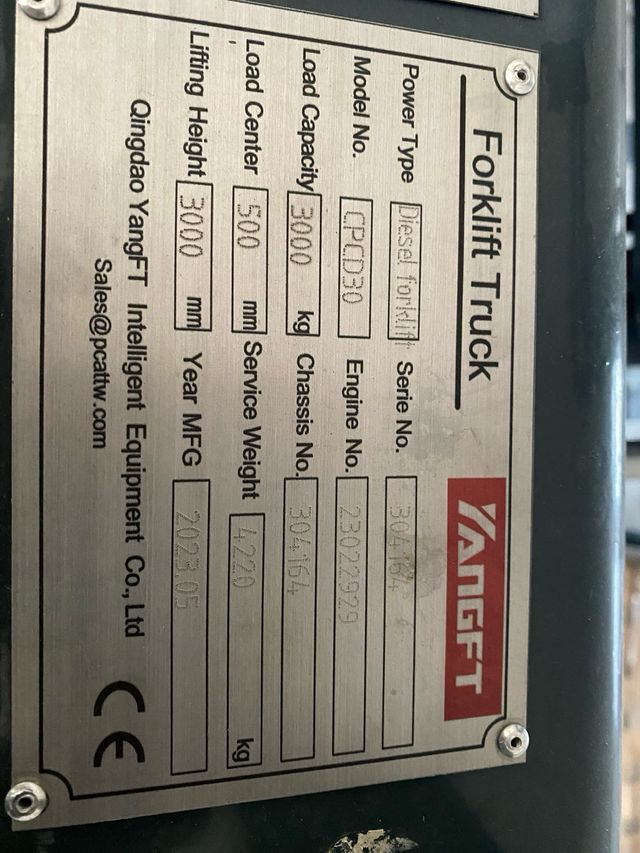 Forklift Truck YANGFT
Power Type Diesel forklift Serie No. 304164
Model No. CPCD30 Engine No. 23022929
Load Capacity 3000 kg Chassis No. 304164
Load Center 500 mm Service Weight 4220 kg
Lifting Height 3000 mm Year MFG 2023.05
Qingdao YangFT Intelligent Equipment Co., Ltd
Sales@pcattw.com CE